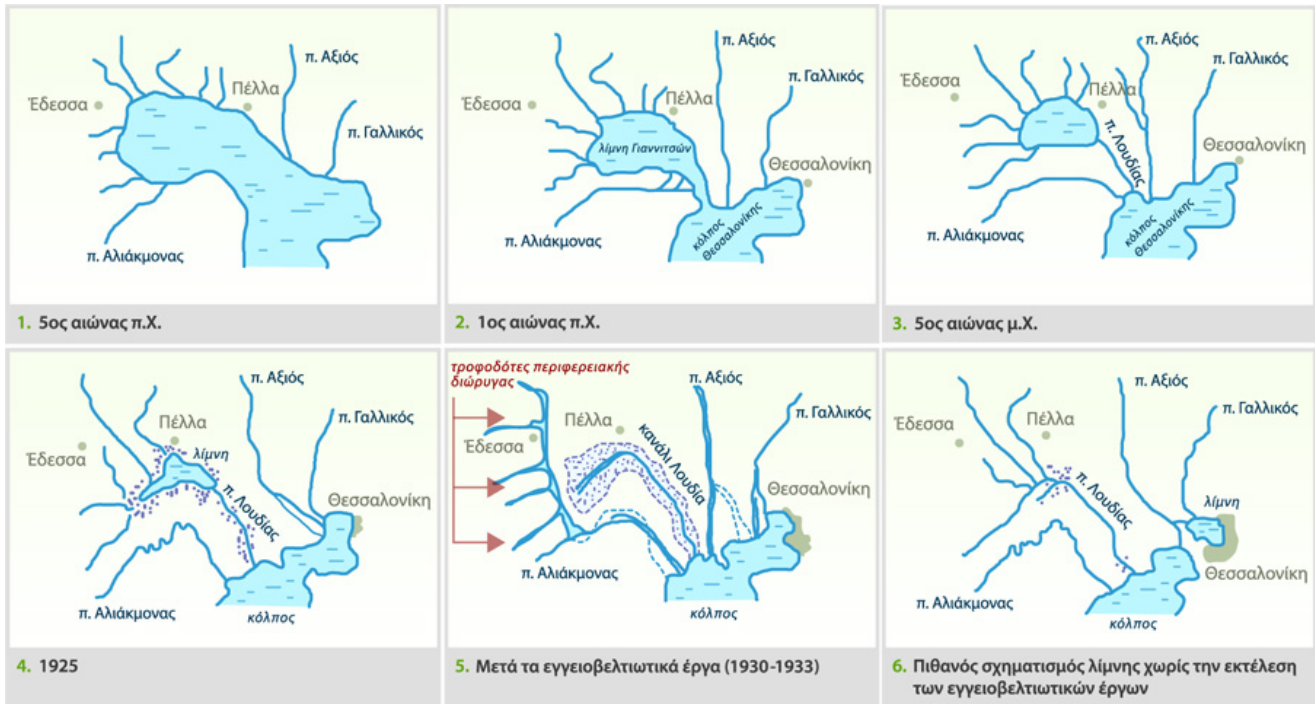 π. Αξιός
Πέλλα
Έδεσσα
π. Γαλλικός
π. Αλιάκμονας
1. 5ος αιώνας π.Χ.
π. Αξιός
π. Γαλλικός
Έδεσσα
Πέλλα
λίμνη Γιαννιτσών
Θεσσαλονίκη
κόλπος
Θεσσαλονίκης
π. Αλιάκμονας
2. 1ος αιώνας π.Χ.
π. Αξιός
π. Γαλλικός
Έδεσσα
Πέλλα
π. Λουδίας
Θεσσαλονίκη
κόλπος
Θεσσαλονίκης
π. Αλιάκμονας
3. 5ος αιώνας μ.Χ.
π. Αξιός
π. Γαλλικός
Πέλλα
Έδεσσα
λίμνη
π. Λουδίας
Θεσσαλονίκη
π. Αλιάκμονας
κόλπος
4. 1925
τροφοδότες περιφερειακής
διώρυγας
π. Αξιός
π. Γαλλικός
Πέλλα
Έδεσσα
κανάλι Λουδία
Θεσσαλονίκη
π. Αλιάκμονας
κόλπος
5. Μετά τα εγγειοβελτιωτικά έργα (1930-1933)
π. Αξιός
π. Γαλλικός
Πέλλα
Έδεσσα
π. Λουδίας
λίμνη
Θεσσαλονίκη
π. Αλιάκμονας
κόλπος
6. Πιθανός σχηματισμός λίμνης χωρίς την εκτέλεση
των εγγειοβελτιωτικών έργων